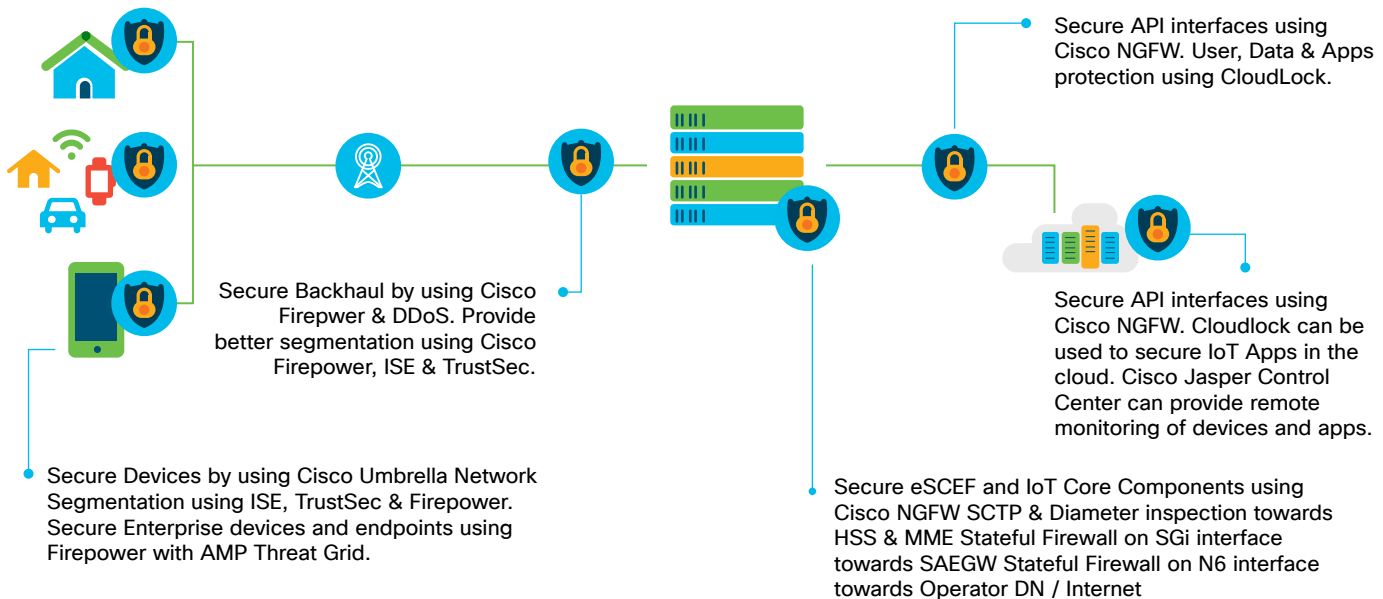 Secure API interfaces using
Cisco NGFW. User, Data & Apps
protection using CloudLock.
Secure Backhaul by using Cisco
Firepwer & DDoS. Provide
better segmentation using Cisco
Firepower, ISE & TrustSec.
Secure API interfaces using
Cisco NGFW. Cloudlock can be
used to secure IoT Apps in the
cloud. Cisco Jasper Control
Center can provide remote
monitoring of devices and apps.
Secure Devices by using Cisco Umbrella Network
Segmentation using ISE, TrustSec & Firepower.
Secure Enterprise devices and endpoints using
Firepower with AMP Threat Grid.
Secure eSCEF and IoT Core Components using
Cisco NGFW SCTP & Diameter inspection towards
HSS & MME Stateful Firewall on SGi interface
towards SAEGW Stateful Firewall on N6 interface
towards Operator DN / Internet